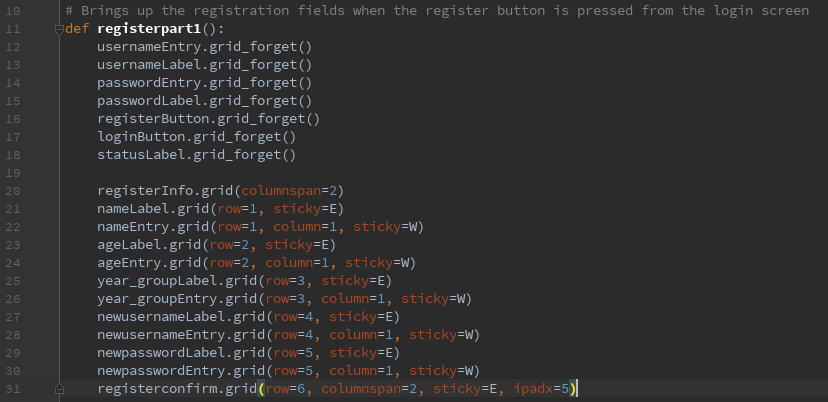 10 # Brings up the registration fields when the register button is pressed from the login screen
11 def registerpart1():
12     usernameEntry.grid_forget()
13     usernameLabel.grid_forget()
14     passwordEntry.grid_forget()
15     passwordLabel.grid_forget()
16     registerButton.grid_forget()
17     loginButton.grid_forget()
18     statusLabel.grid_forget()
19
20     registerInfo.grid(columnspan=2)
21     nameLabel.grid(row=1, sticky=E)
22     nameEntry.grid(row=1, column=1, sticky=W)
23     ageLabel.grid(row=2, sticky=E)
24     ageEntry.grid(row=2, column=1, sticky=W)
25     year_groupLabel.grid(row=3, sticky=E)
26     year_groupEntry.grid(row=3, column=1, sticky=W)
27     newusernameLabel.grid(row=4, sticky=E)
28     newusernameEntry.grid(row=4, column=1, sticky=W)
29     newpasswordLabel.grid(row=5, sticky=E)
30     newpasswordEntry.grid(row=5, column=1, sticky=W)
31     registerconfirm.grid(row=6, columnspan=2, sticky=E, ipadx=5)